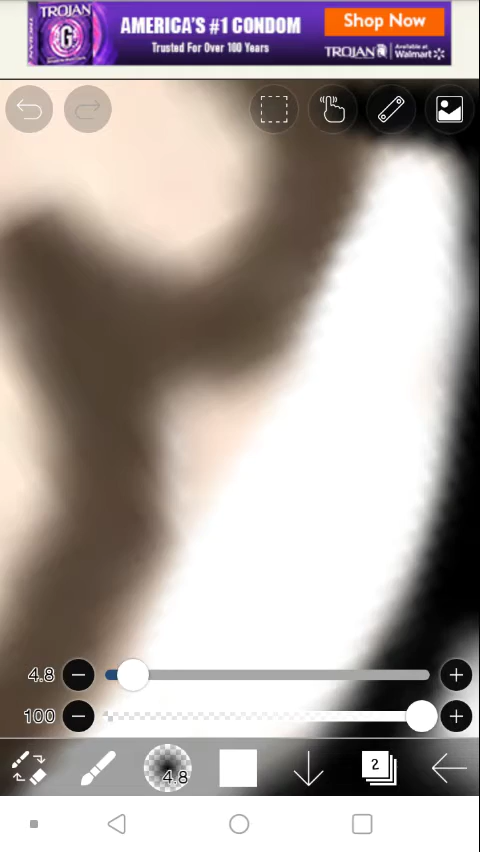 TROJAN
G
TROJAN
AMERICA'S #1 CONDOM
Trusted For Over 100 Years
Shop Now
TROJAN
Available at
Walmart
4.8
100
4.8
2